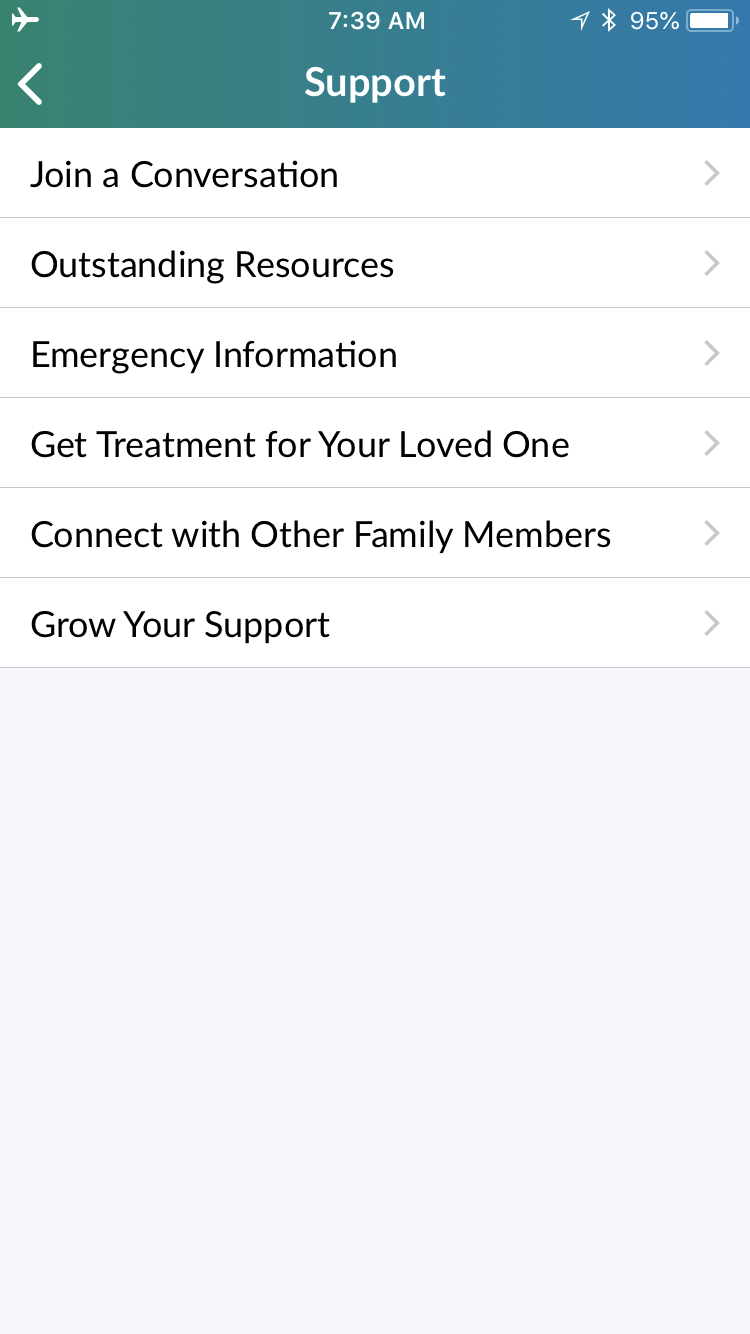 7:39 AM
95%
Support
Join a Conversation
Outstanding Resources
Emergency Information
Get Treatment for Your Loved One
Connect with Other Family Members
Grow Your Support